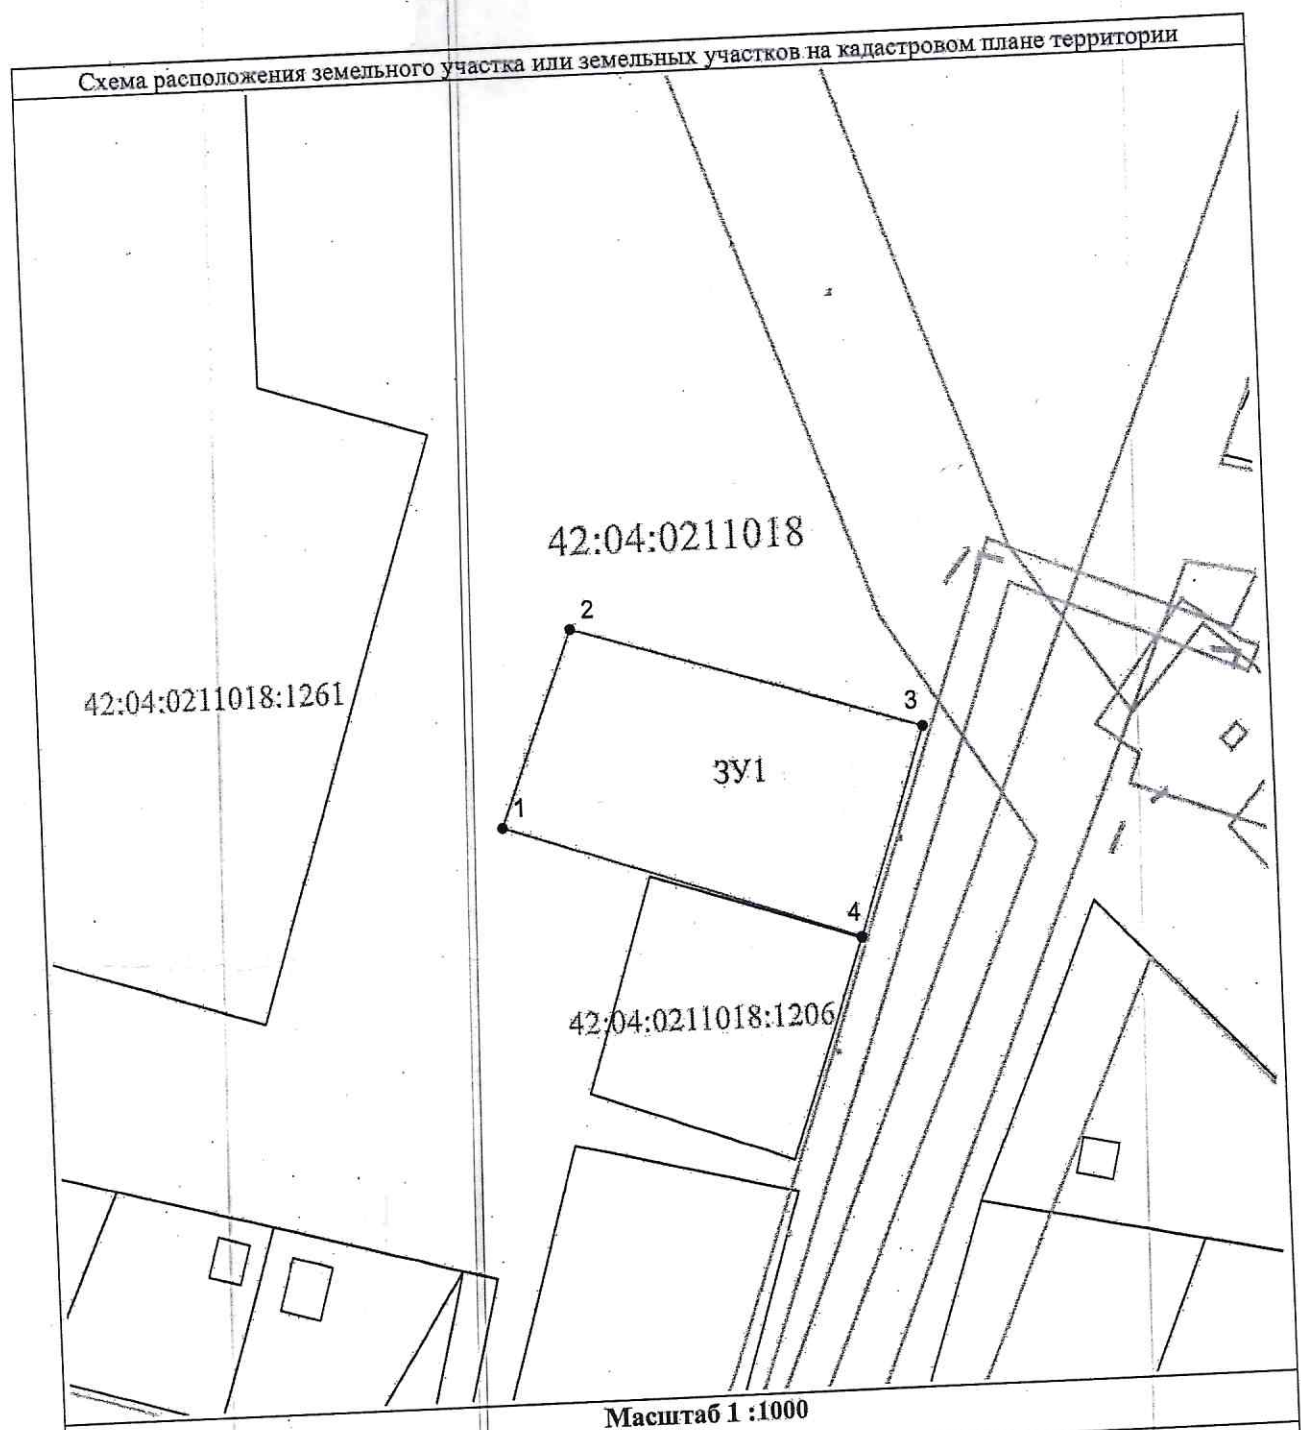 Схема расположения земельного участка или земельных участков на кадастровом плане территории
42:04:0211018
2
42:04:0211018:1261
3
ЗУ1
1
4
42:04:0211018:1206
Масштаб 1 :1000